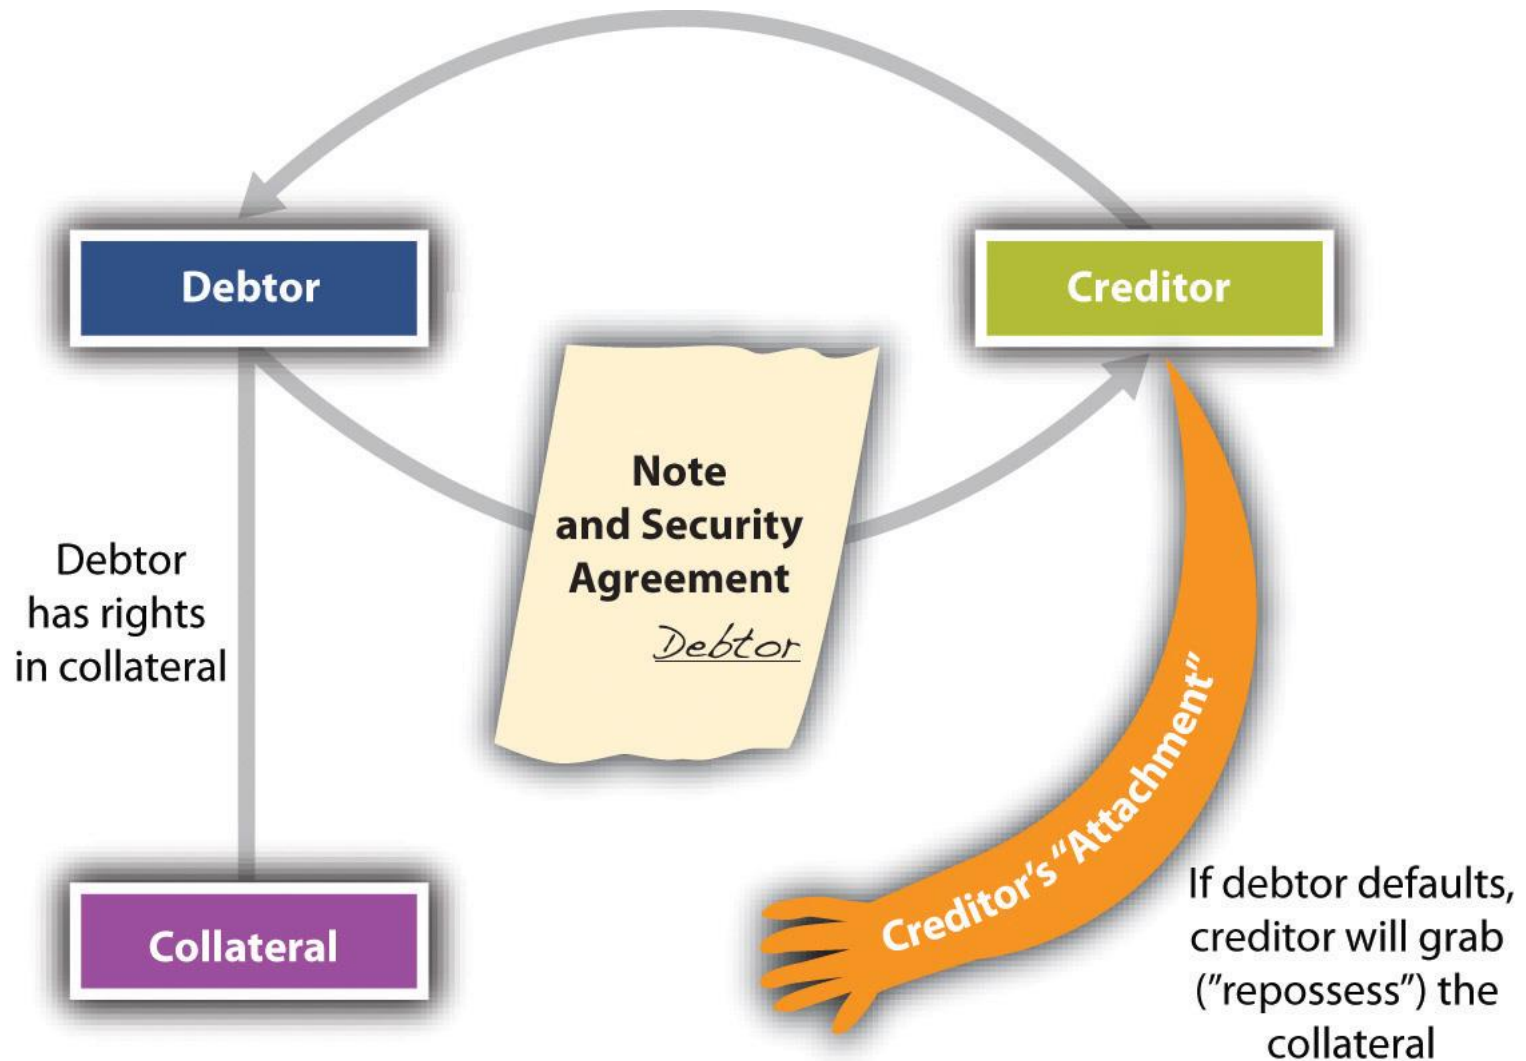 Debtor
Creditor
Note
and Security
Agreement
Debtor
Debtor
has rights
in collateral
Collateral
Creditor's "Attachment"
If debtor defaults,
creditor will grab
("repossess") the
collateral